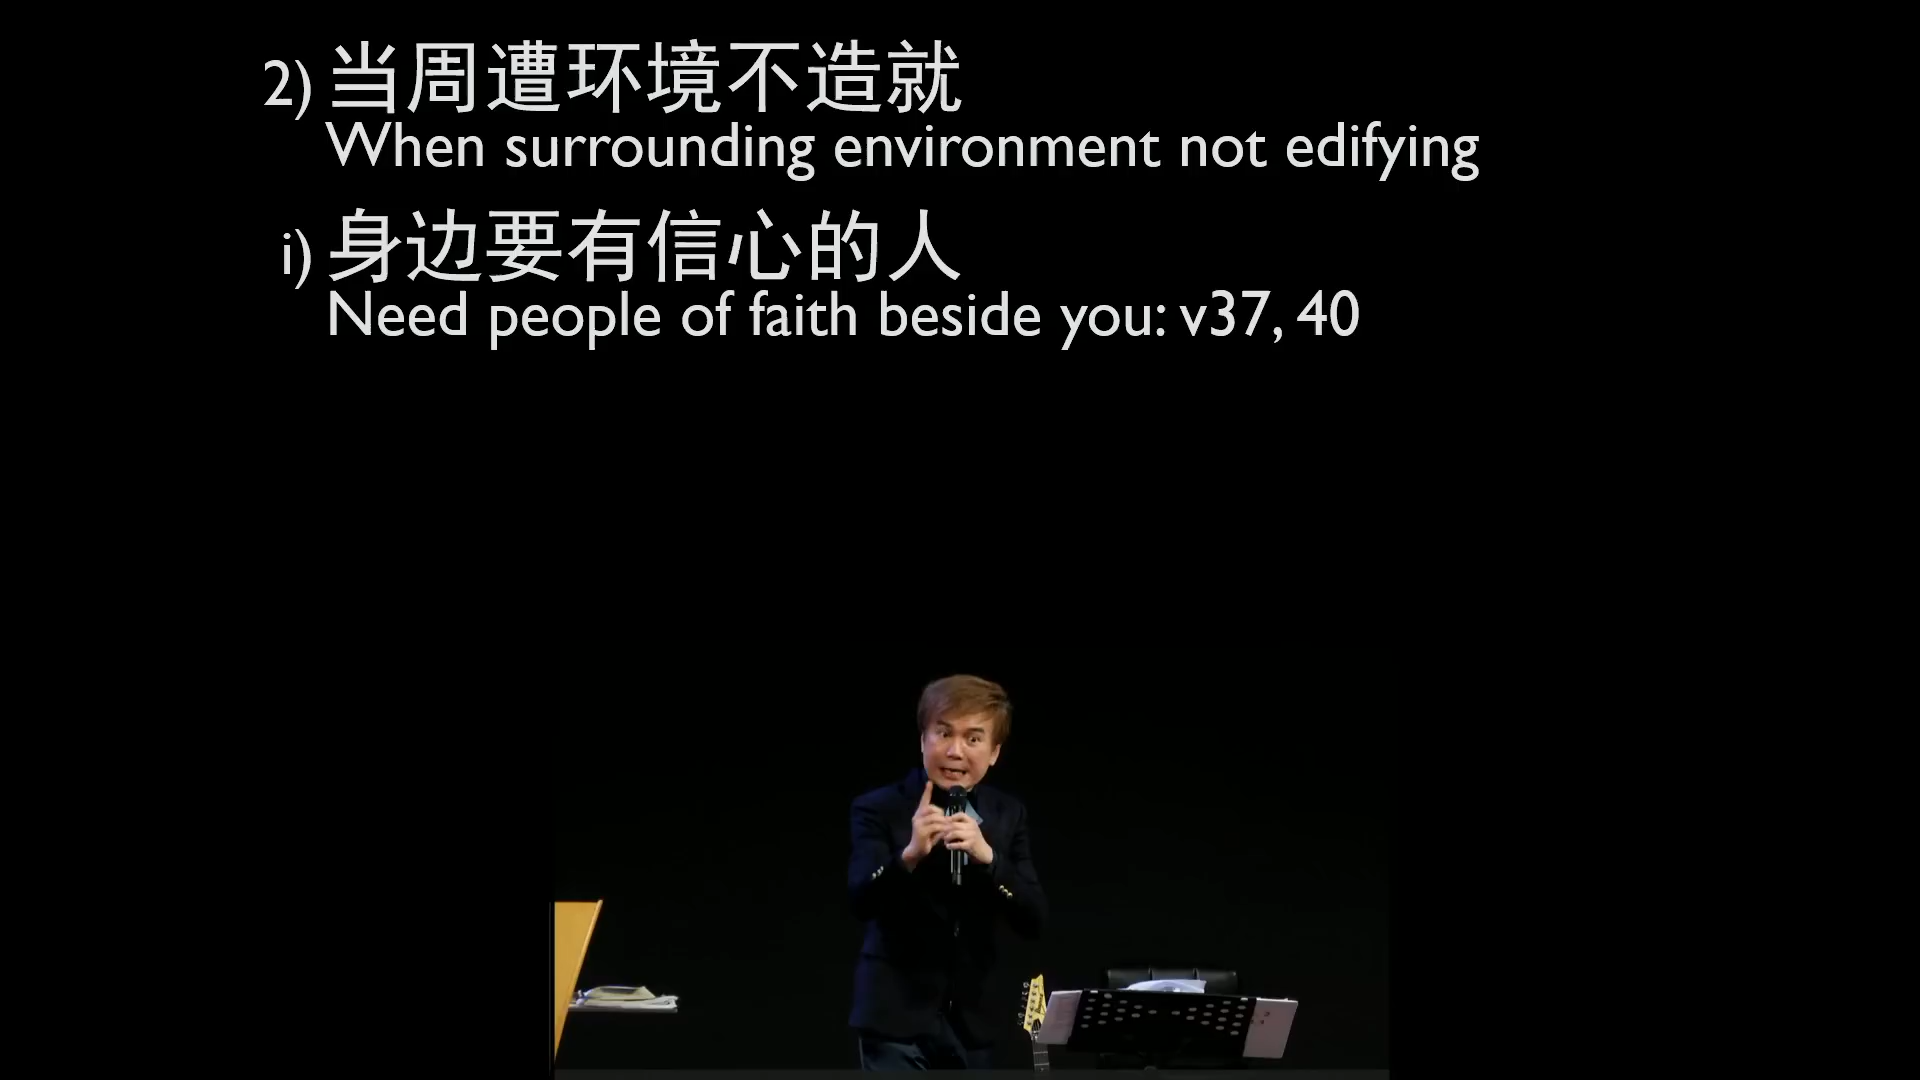 2) 当周遭环境不造就
When surrounding environment not edifying
i) 身边要有信心的人
Need people of faith beside you: v37, 40